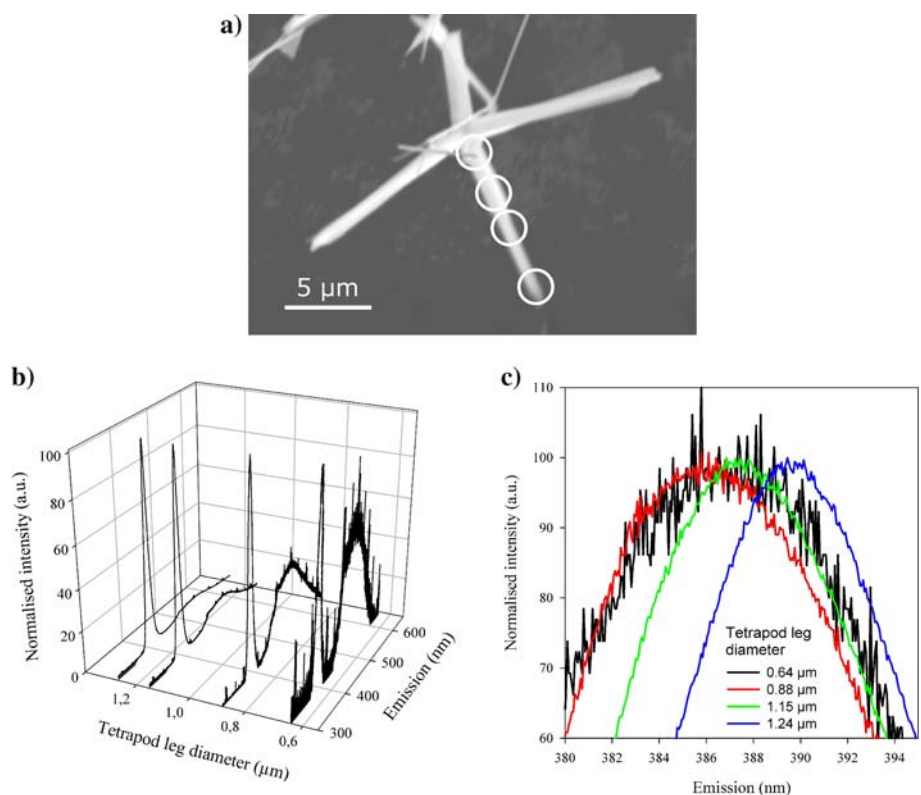 a)
5 µm
b)
Normalised intensity (a.u.)
100
80
60
40
20
0
1,2
1,0
0,8
0,6
Tetrapod leg diameter (µm)
300
400
500
600
Emission (nm)
c)
Normalised intensity (a.u.)
110
100
90
80
70
60
Tetrapod leg
diameter
0.64 µm
0.88 µm
1.15 µm
1.24 µm
380 382 384 386 388 390 392 394
Emission (nm)